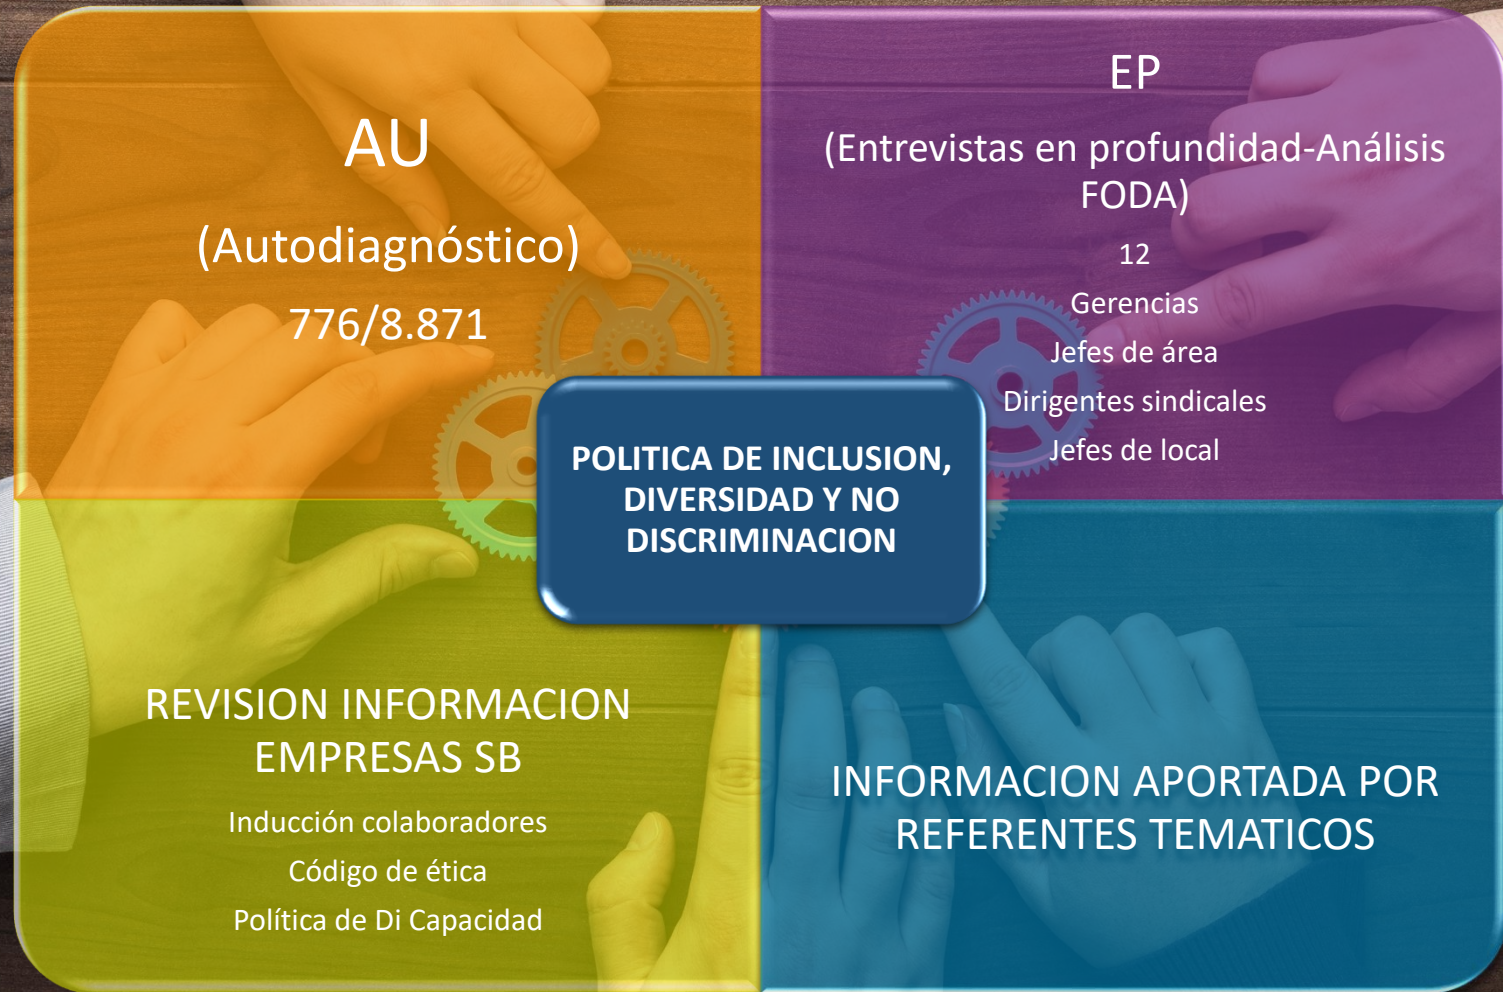 AU
(Autodiagnóstico)
776/8.871
EP
(Entrevistas en profundidad-Análisis
FODA)
12
Gerencias
Jefes de área
Dirigentes sindicales
Jefes de local
POLITICA DE INCLUSION,
DIVERSIDAD Y NO
DISCRIMINACION
REVISION INFORMACION
EMPRESAS SB
Inducción colaboradores
Código de ética
Política de Di Capacidad
INFORMACION APORTADA POR
REFERENTES TEMATICOS